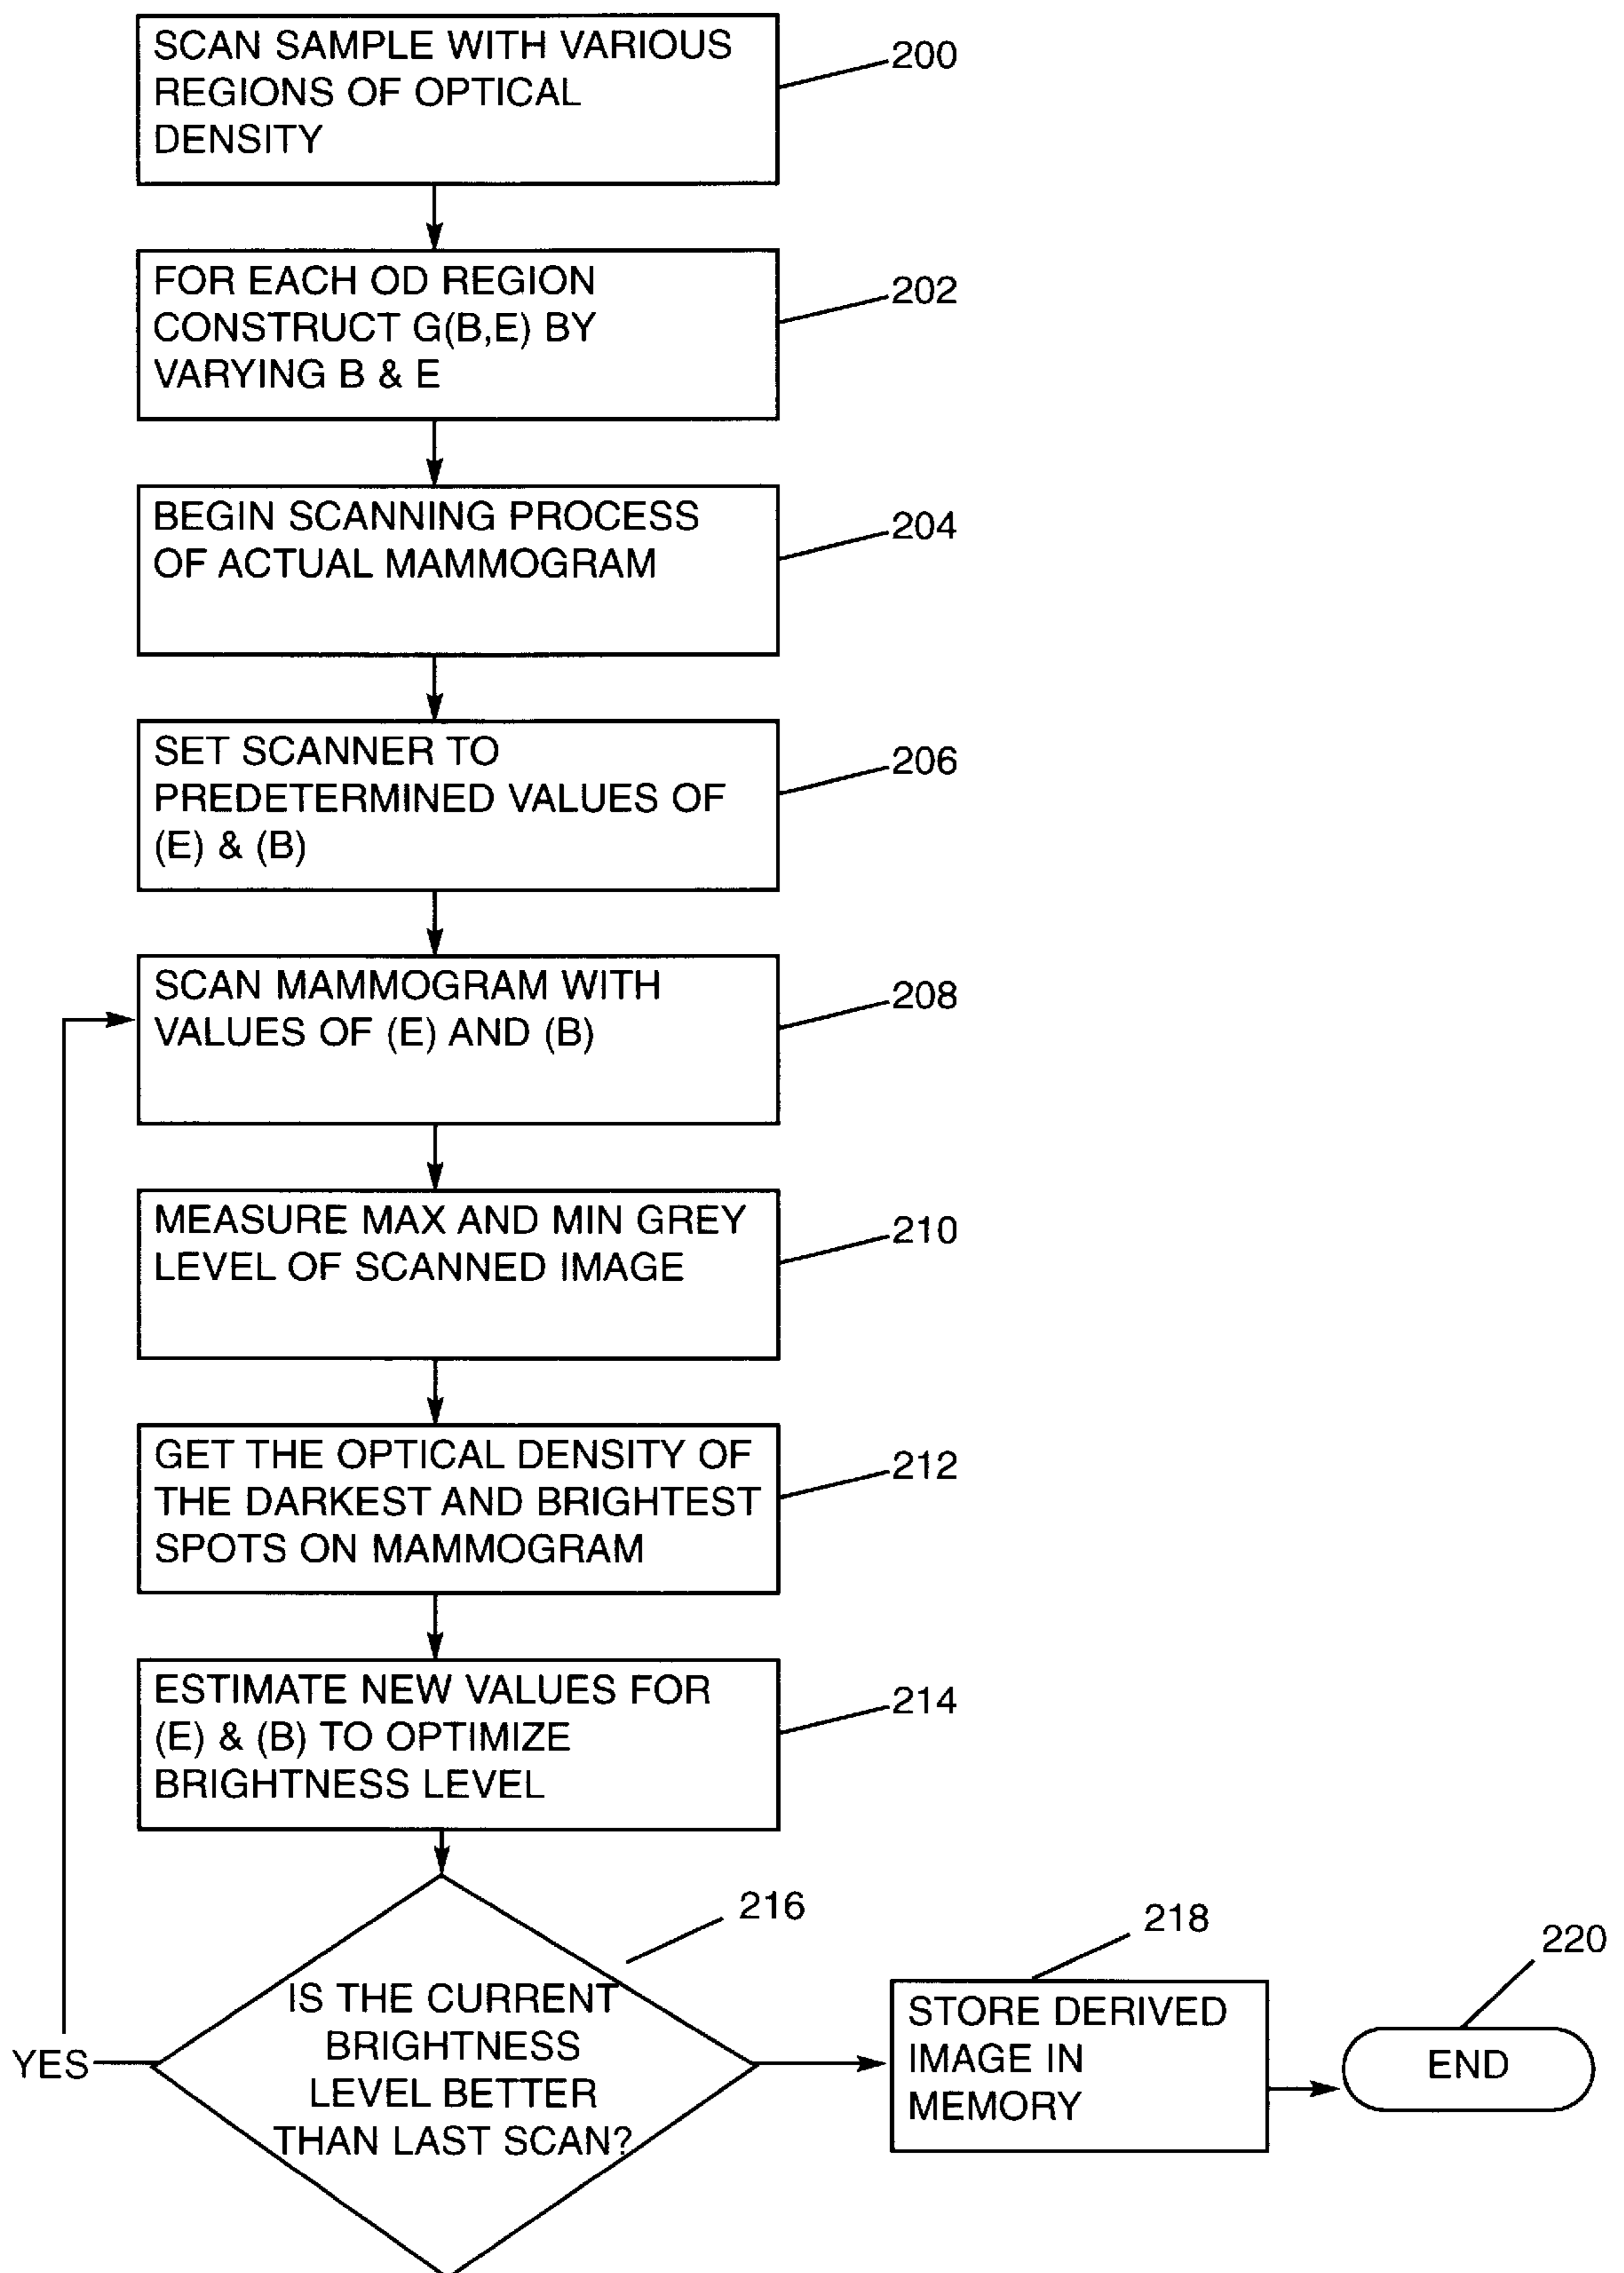 SCAN SAMPLE WITH VARIOUS
REGIONS OF OPTICAL
DENSITY
200
FOR EACH OD REGION
CONSTRUCT G(B,E) BY
VARYING B & E
202
BEGIN SCANNING PROCESS
OF ACTUAL MAMMOGRAM
204
SET SCANNER TO
PREDETERMINED VALUES OF
(E) & (B)
206
SCAN MAMMOGRAM WITH
VALUES OF (E) AND (B)
208
MEASURE MAX AND MIN GREY
LEVEL OF SCANNED IMAGE
210
GET THE OPTICAL DENSITY OF
THE DARKEST AND BRIGHTEST
SPOTS ON MAMMOGRAM
212
ESTIMATE NEW VALUES FOR
(E) & (B) TO OPTIMIZE
BRIGHTNESS LEVEL
214
IS THE CURRENT
BRIGHTNESS
LEVEL BETTER
THAN LAST SCAN?
216
YES
STORE DERIVED
IMAGE IN
MEMORY
218
END
220